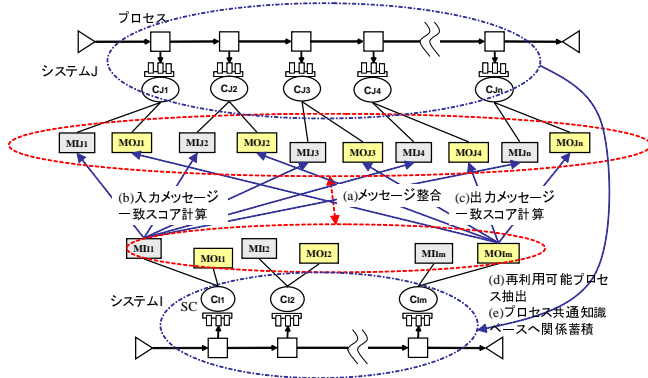 プロセス
システムJ
CJ1
CJ2
CJ3
CJ4
CJn
MIJ1
MOJ1
MIJ2
MOJ2
MIJ3
MOJ3
MIJ4
MOJ4
MIJn
MOJn
(b)入力メッセージ
一致スコア計算
(a)メッセージ整合
(c)出力メッセージ
一致スコア計算
MII1
MOI1
MII2
MOI2
MIIm
MOIm
システムI
SC
CI1
CI2
CIm
(d)再利用可能プロセ
ス抽出
(e)プロセス共通知識
ベースへ関係蓄積